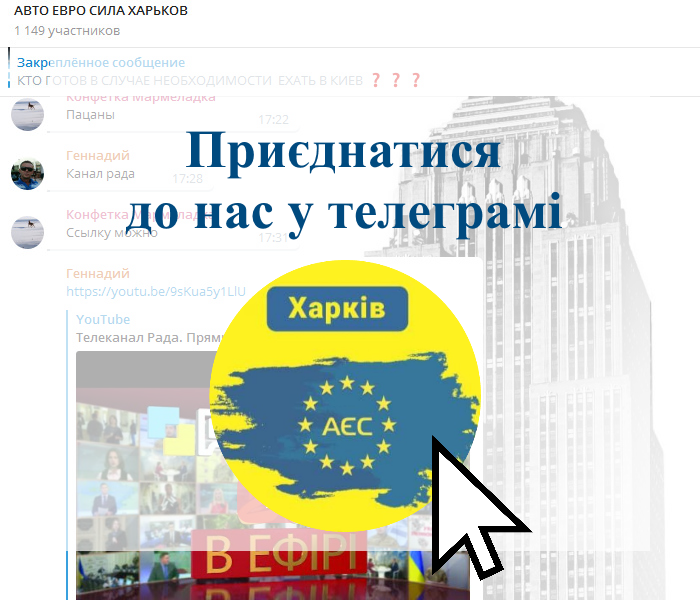 АВТО ЕВРО СИЛА ХАРЬКОВ
1 149 участников
Закреплённое сообщение
КТО ГОТОВ В СЛУЧАЕ НЕОБХОДИМОСТИ ЕХАТЬ В КИЕВ ❓ ❓ ❓
Конфетка Мармеладка
Пацаны
17:22
Приєднатися
Геннадий
Канал рада
17:28
до нас у телеграмі
Конфетка Мармеладка
Ссылку можно
17:31
Геннадий
https://youtu.be/9sKua5y1LlU
Харків
YouTube
Телеканал Рада.
АЄС
В ЕФІРІ